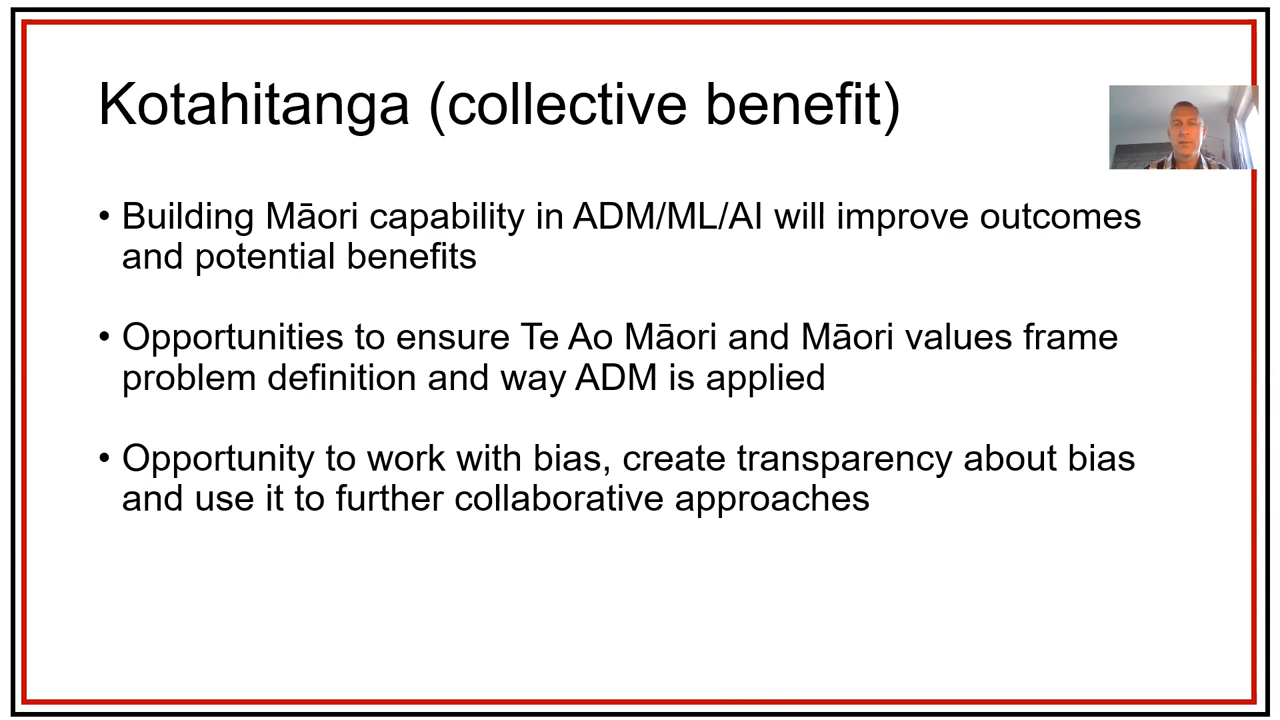 Kotahitanga (collective benefit)
• Building Māori capability in ADM/ML/AI will improve outcomes
and potential benefits
• Opportunities to ensure Te Ao Māori and Māori values frame
problem definition and way ADM is applied
• Opportunity to work with bias, create transparency about bias
and use it to further collaborative approaches